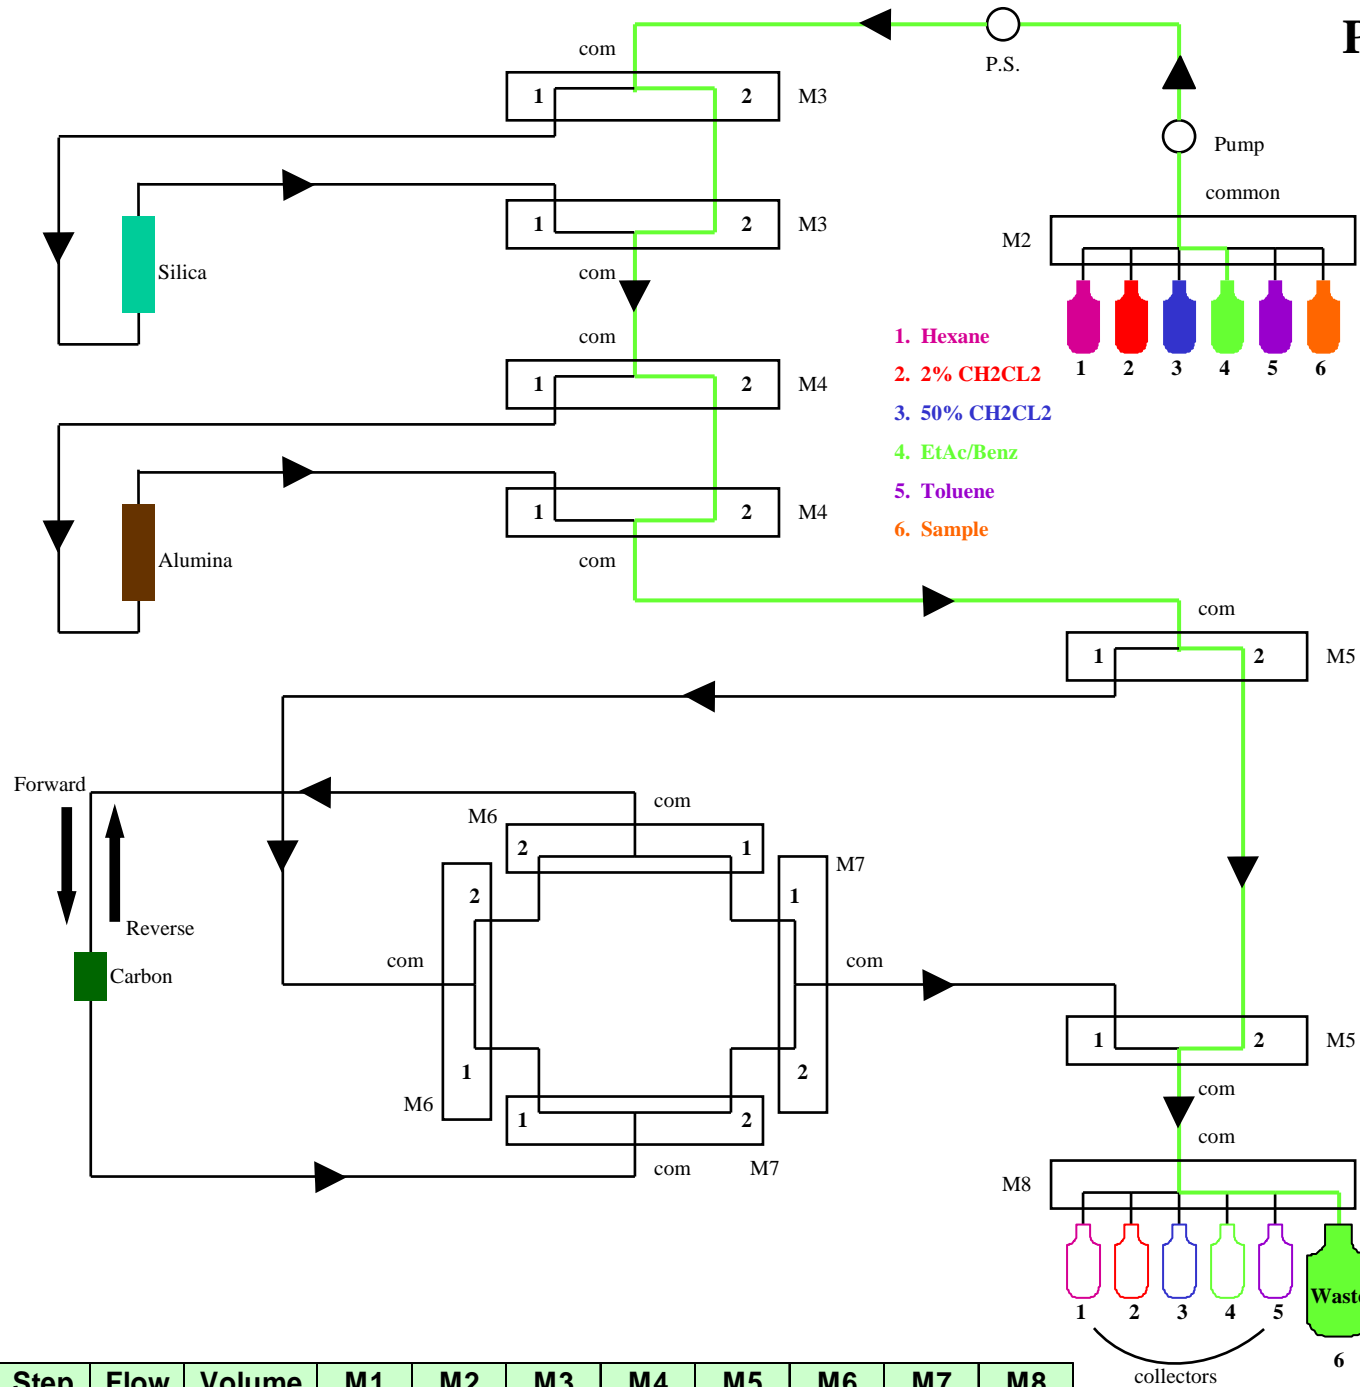 P
com
P.S.
1 2 M3
Pump
common
1 2 M3
M2
Silica
com
com
1. Hexane
1 2 3 4 5 6
2. 2% CH2CL2
1 2 M4
3. 50% CH2CL2
4. EtAc/Benz
5. Toluene
1 2 M4
6. Sample
Alumina
com
com
1 2 M5
Forward
com
M6
2 1
M7
2
1
Reverse
com
com
Carbon
1 2 M5
1
2
com
M6
1 2
com
com
M7
M8
Waste
1 2 3 4 5
6
collectors
Step Flow Volume M1 M2 M3 M4 M5 M6 M7 M8